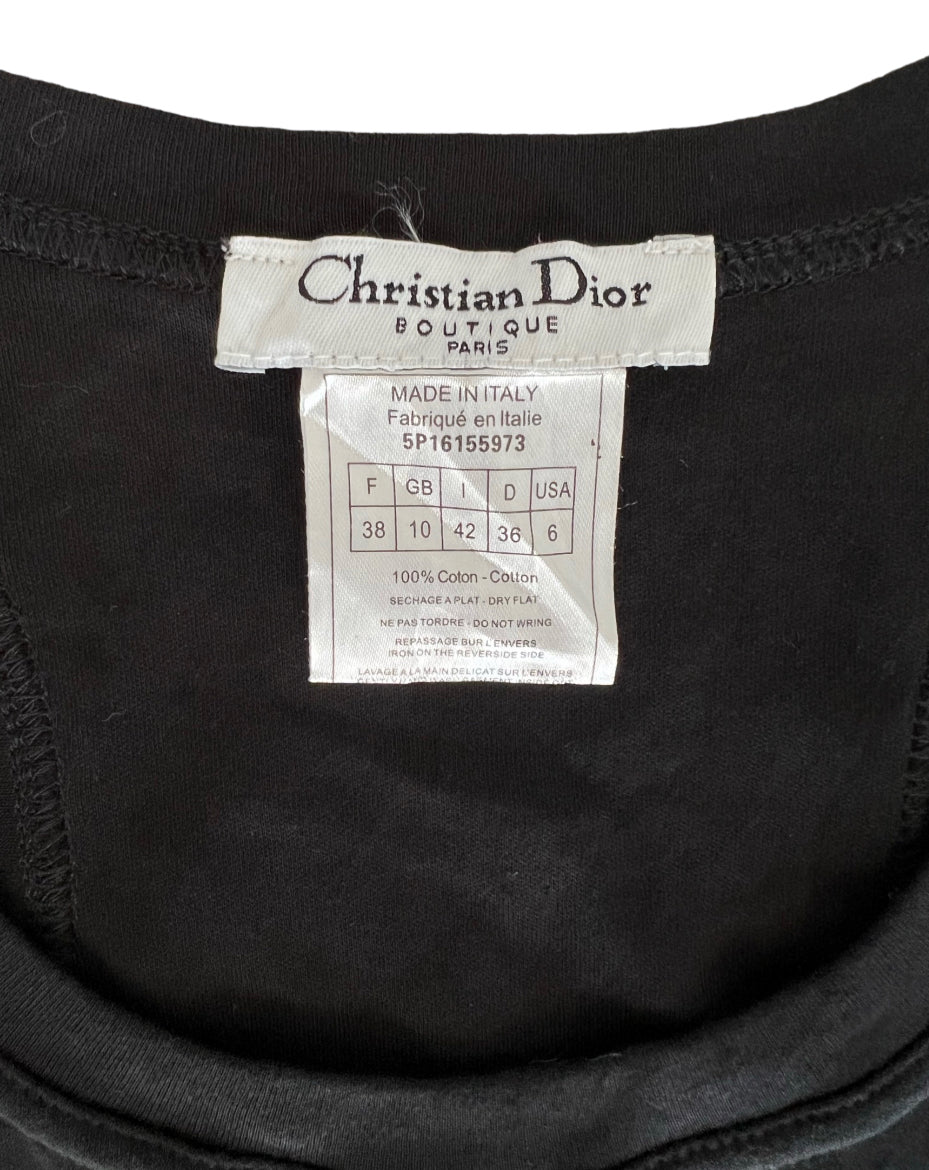 Christian Dior
BOUTIQUE
PARIS
MADE IN ITALY
Fabriqué en Italie
5P16155973
F GB I D USA
38 10 42 36 6
100% Coton - Cotton
SECHAGE A PLAT - DRY FLAT
NE PAS TORDRE - DO NOT WRING
REPASSAGE BUR L'ENVERS
IRON ON THE REVERSIDE SIDE
LAVAGE A LA MAIN DELICAT SUR L'ENVERS